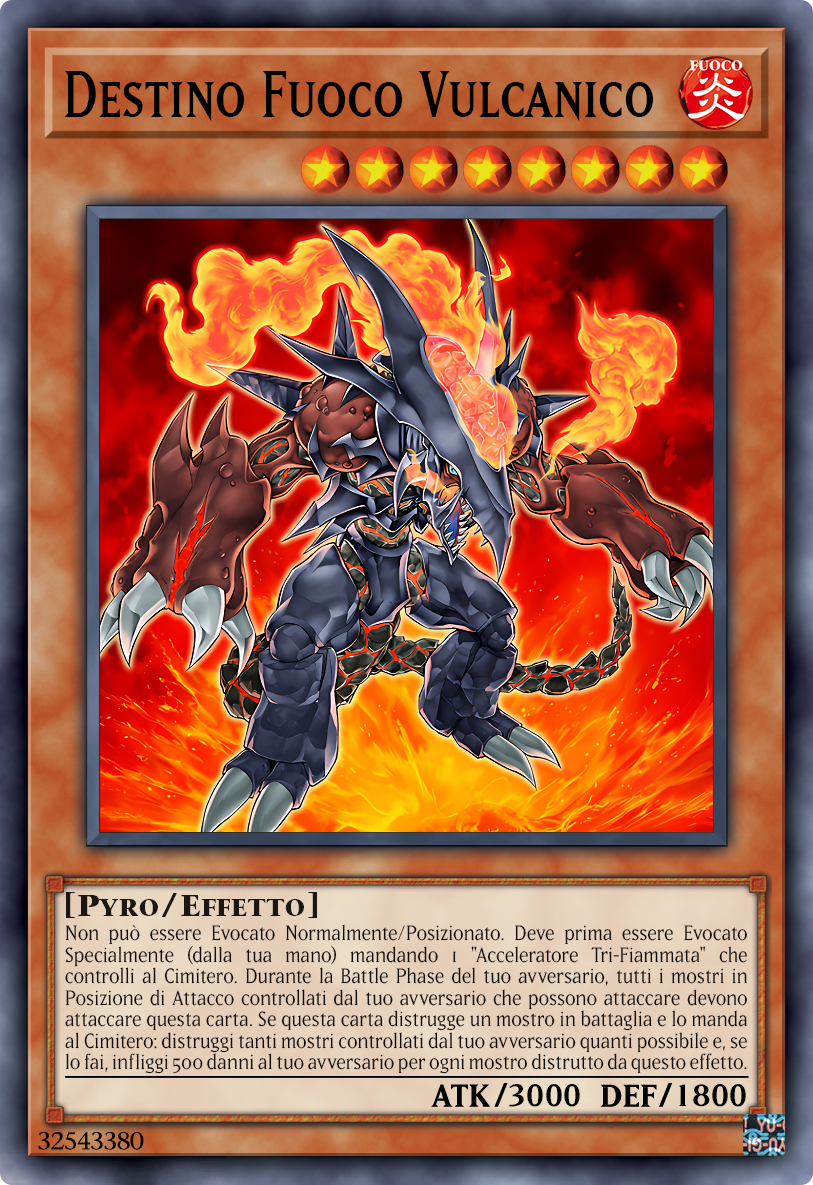 Destino Fuoco Vulcanico
FUOCO
炎
[Pyro/Effetto]
Non può essere Evocato Normalmente/Posizionato. Deve prima essere Evocato
Specialmente (dalla tua mano) mandando 1 "Acceleratore Tri-Fiammata" che
controlli al Cimitero. Durante la Battle Phase del tuo avversario, tutti i mostri in
Posizione di Attacco controllati dal tuo avversario che possono attaccare devono
attaccare questa carta. Se questa carta distrugge un mostro in battaglia e lo manda
al Cimitero: distruggi tanti mostri controllati dal tuo avversario quanti possibile e, se
lo fai, infliggi 500 danni al tuo avversario per ogni mostro distrutto da questo effetto.
ATK/3000 DEF/1800
32543380